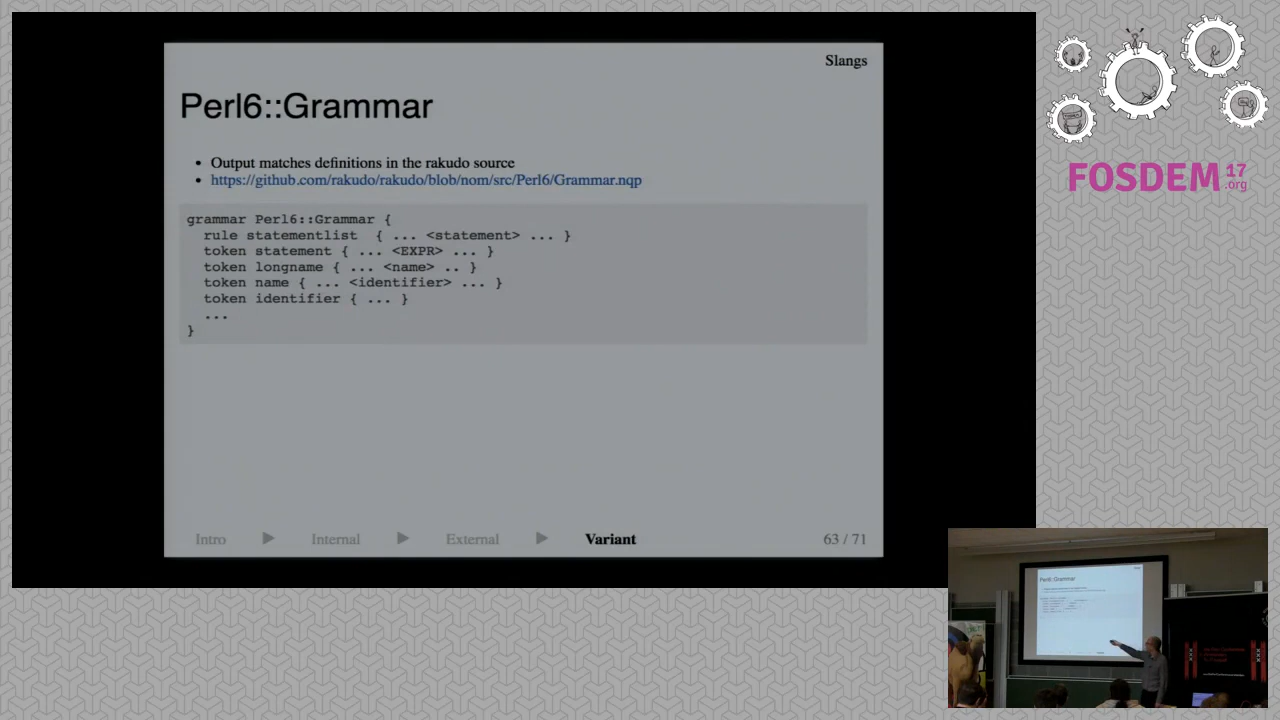 Slangs
Perl6::Grammar
• Output matches definitions in the rakudo source
• https://github.com/rakudo/rakudo/blob/nom/src/Perl6/Grammar.nqp
grammar Perl6::Grammar {
  rule statementlist  { ... <statement> ... }
  token statement { ... <EXPR> ... }
  token longname { ... <name> .. }
  token name { ... <identifier> ... }
  token identifier { ... }
  ...
}
Intro ▶ Internal ▶ External ▶ Variant 63 / 71
FOSDEM 17
.org
Perl6::Grammar